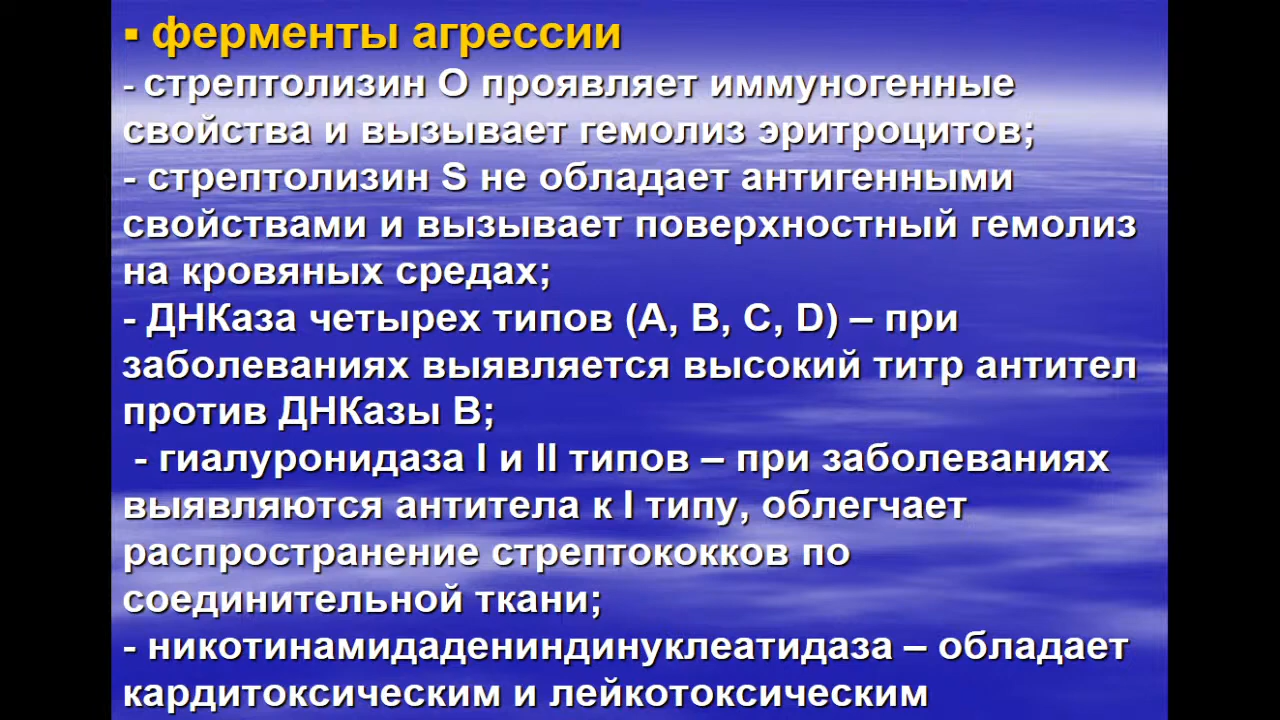 ▪ ферменты агрессии
- стрептолизин О проявляет иммуногенные
свойства и вызывает гемолиз эритроцитов;
- стрептолизин S не обладает антигенными
свойствами и вызывает поверхностный гемолиз
на кровяных средах;
- ДНКаза четырех типов (A, B, C, D) – при
заболеваниях выявляется высокий титр антител
против ДНКазы В;
- гиалуронидаза I и II типов – при заболеваниях
выявляются антитела к I типу, облегчает
распространение стрептококков по
соединительной ткани;
- никотинамидадениндинуклеатидаза – обладает
кардитоксическим и лейкотоксическим